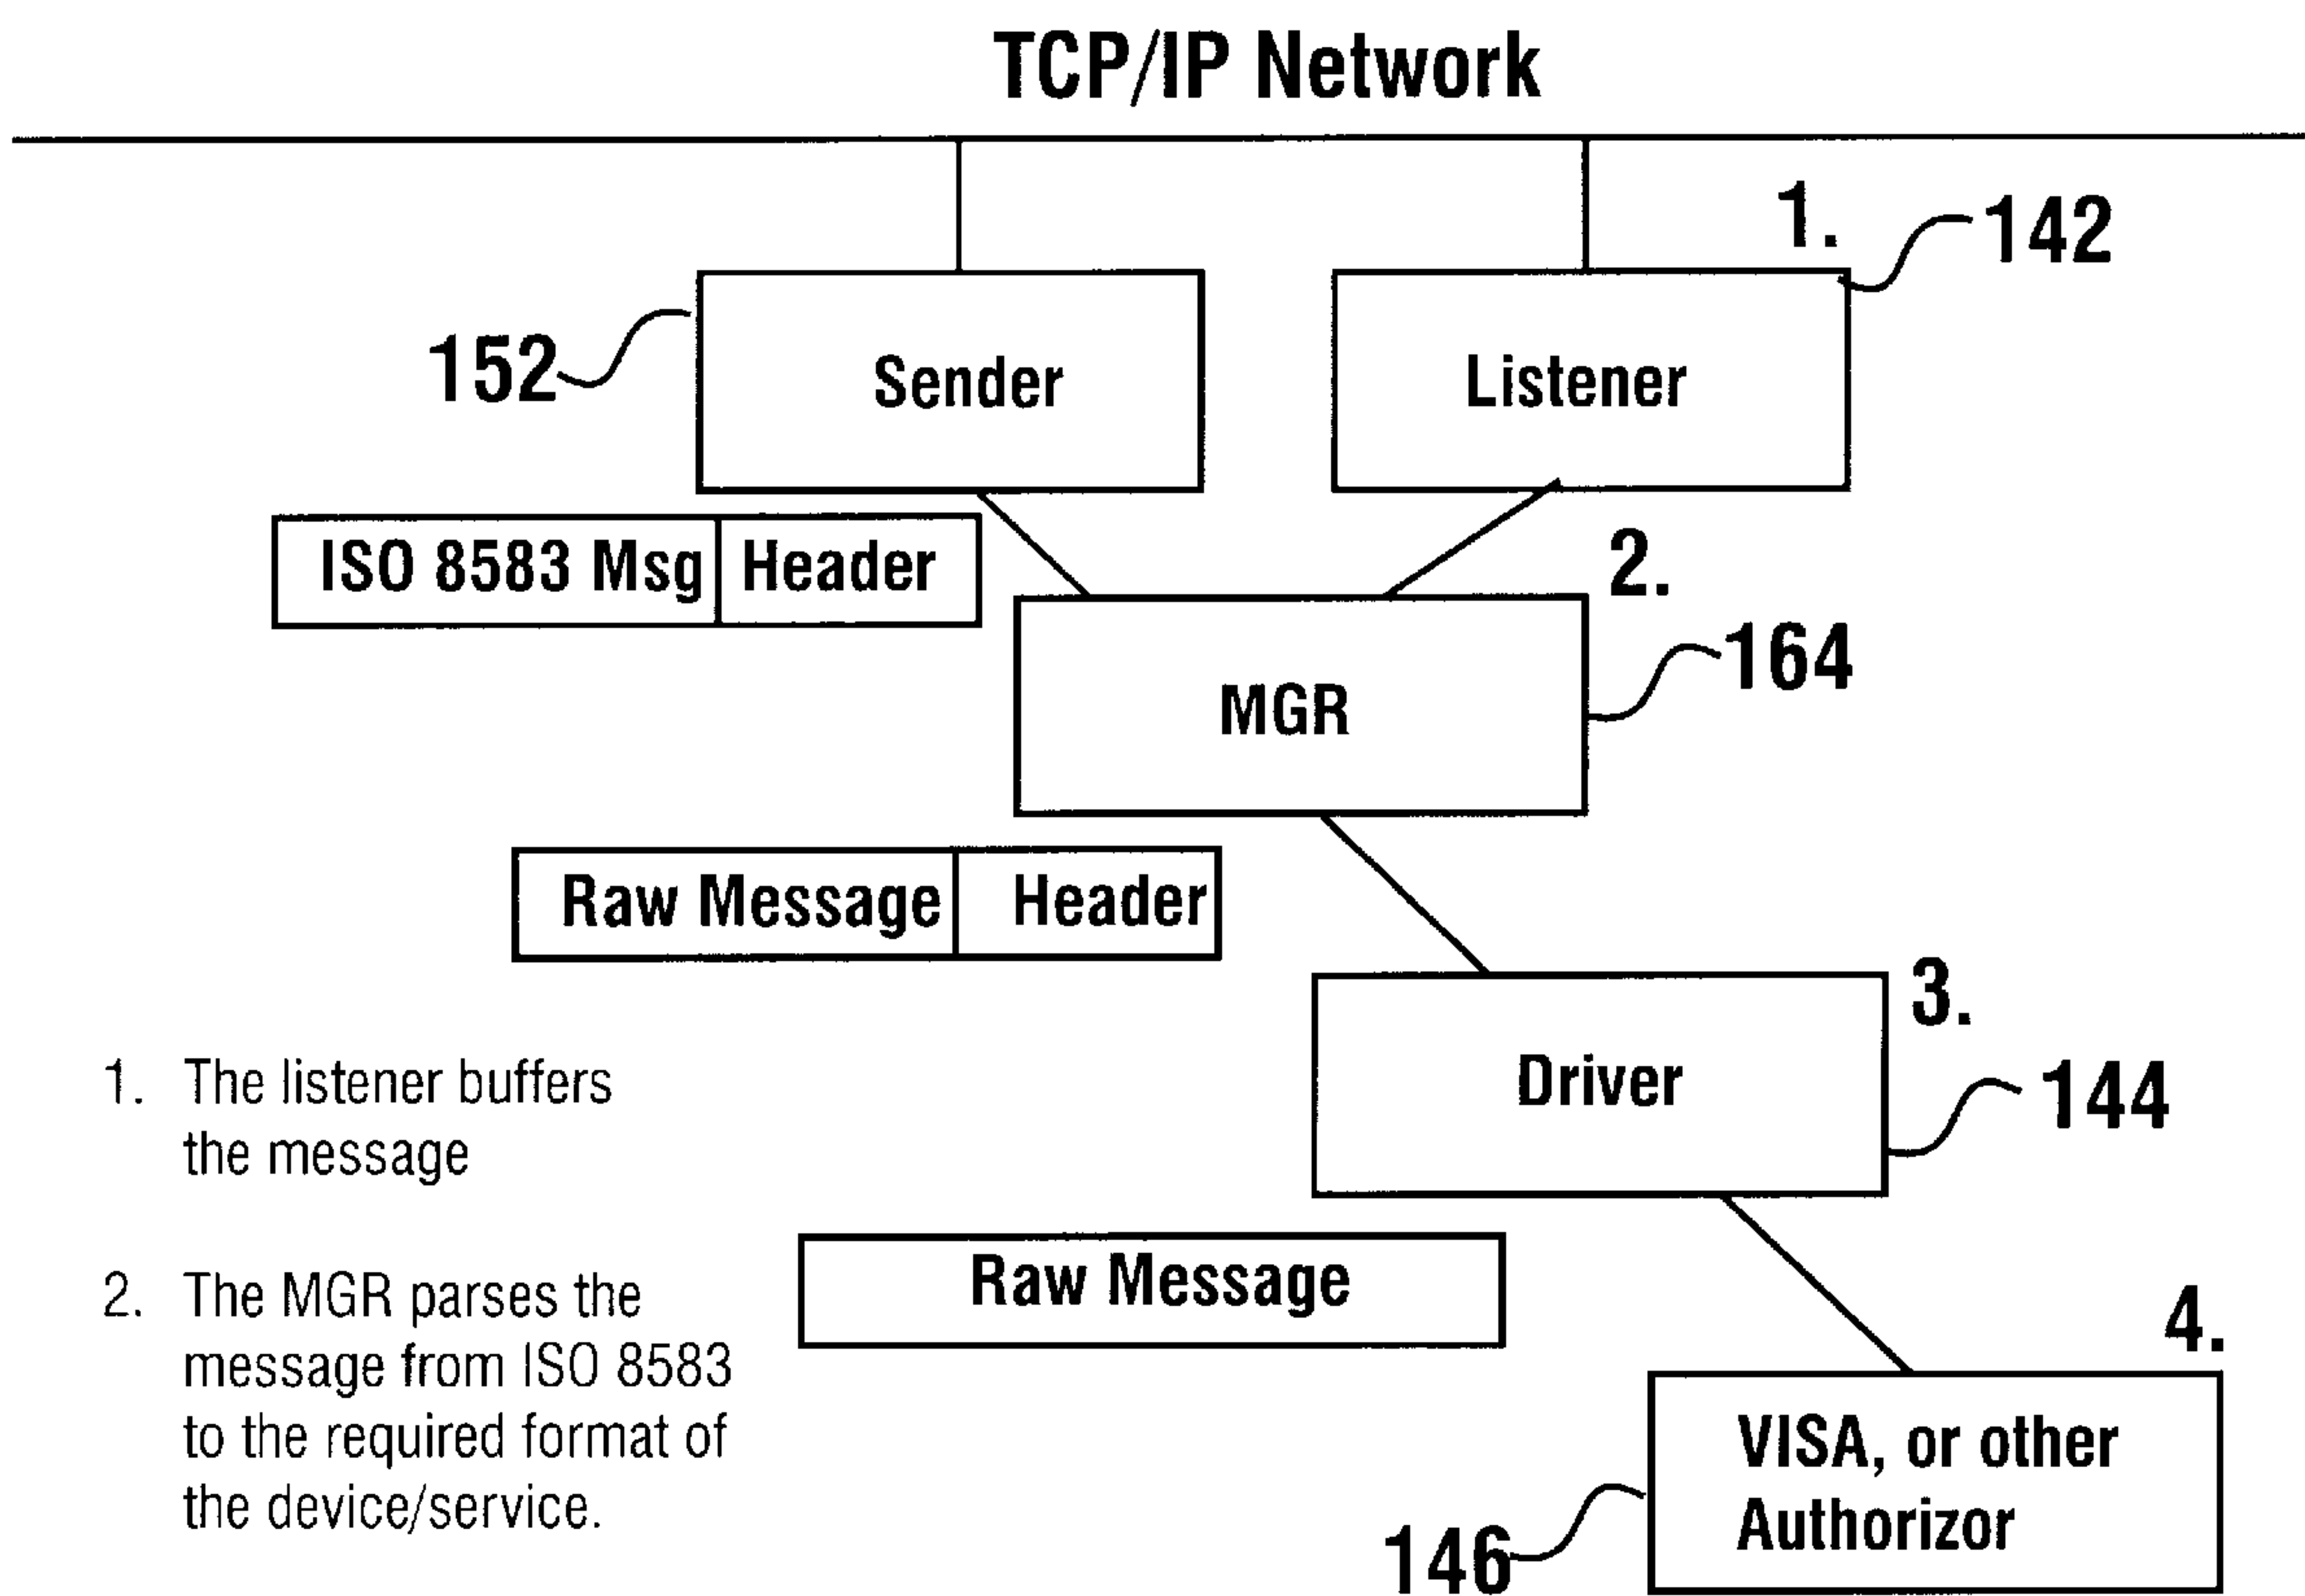 TCP/IP Network
1.
142
152
Sender
Listener
ISO 8583 Msg
Header
2.
164
MGR
Raw Message
Header
3.
Driver
144
1. The listener buffers
the message
Raw Message
2. The MGR parses the
message from ISO 8583
to the required format of
the device/service.
4.
VISA, or other
Authorizor
146